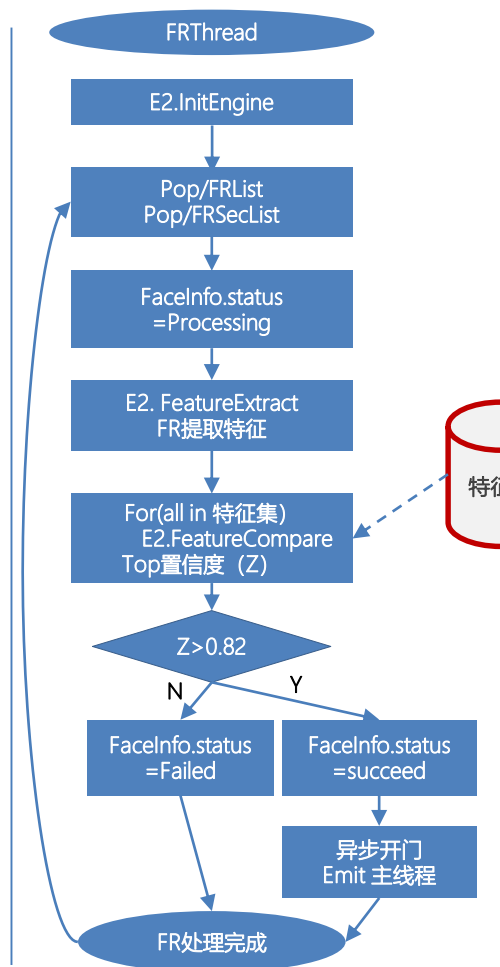 FRThread
E2.InitEngine
Pop/FRList
Pop/FRSecList
FaceInfo.status
=Processing
E2. FeatureExtract
FR提取特征
特征
For(all in 特征集）
E2.FeatureCompare
Top置信度（Z）
Z>0.82
N
Y
FaceInfo.status
=Failed
FaceInfo.status
=succeed
异步开门
Emit 主线程
FR处理完成